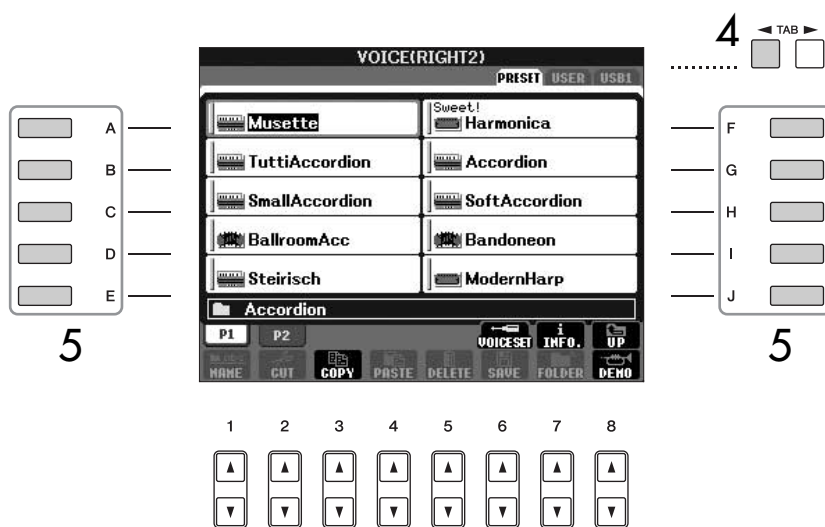 4 ◄ TAB ►
VOICE(RIGHT2)
PRESET USER USB1
A Musette Sweet! Harmonica F
B TuttiAccordion Accordion G
C SmallAccordion SoftAccordion H
D BallroomAcc Bandoneon I
E Steirisch ModernHarp J
Accordion
5 P1 P2 VOICESET i INFO. UP 5
NAME CUT COPY PASTE DELETE SAVE FOLDER DEMO
1 2 3 4 5 6 7 8